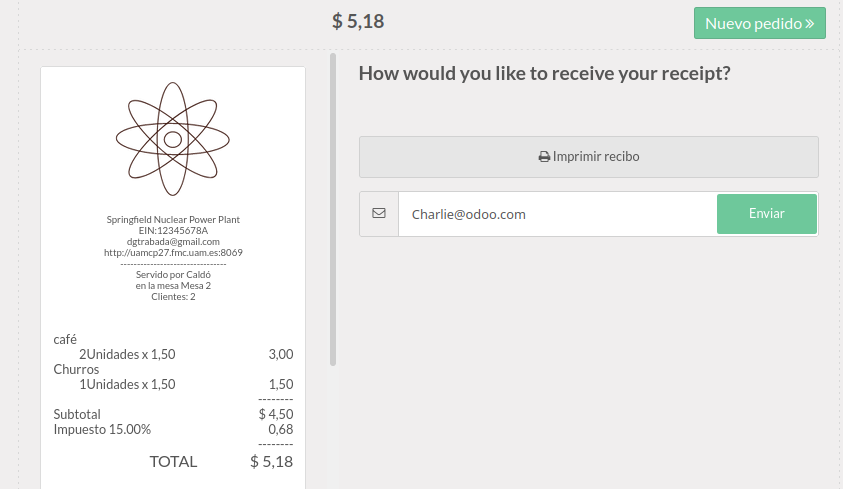 $ 5,18
Nuevo pedido »
Springfield Nuclear Power Plant
EIN:12345678A
dgtrabada@gmail.com
http://uamcp27.fmc.uam.es:8069
--------------------------------
Servido por Caldó
en la mesa Mesa 2
Clientes: 2
café
2Unidades x 1,50 3,00
Churros
1Unidades x 1,50 1,50
--------
Subtotal $ 4,50
Impuesto 15.00% 0,68
--------
TOTAL $ 5,18
How would you like to receive your receipt?
Imprimir recibo
Charlie@odoo.com
Enviar